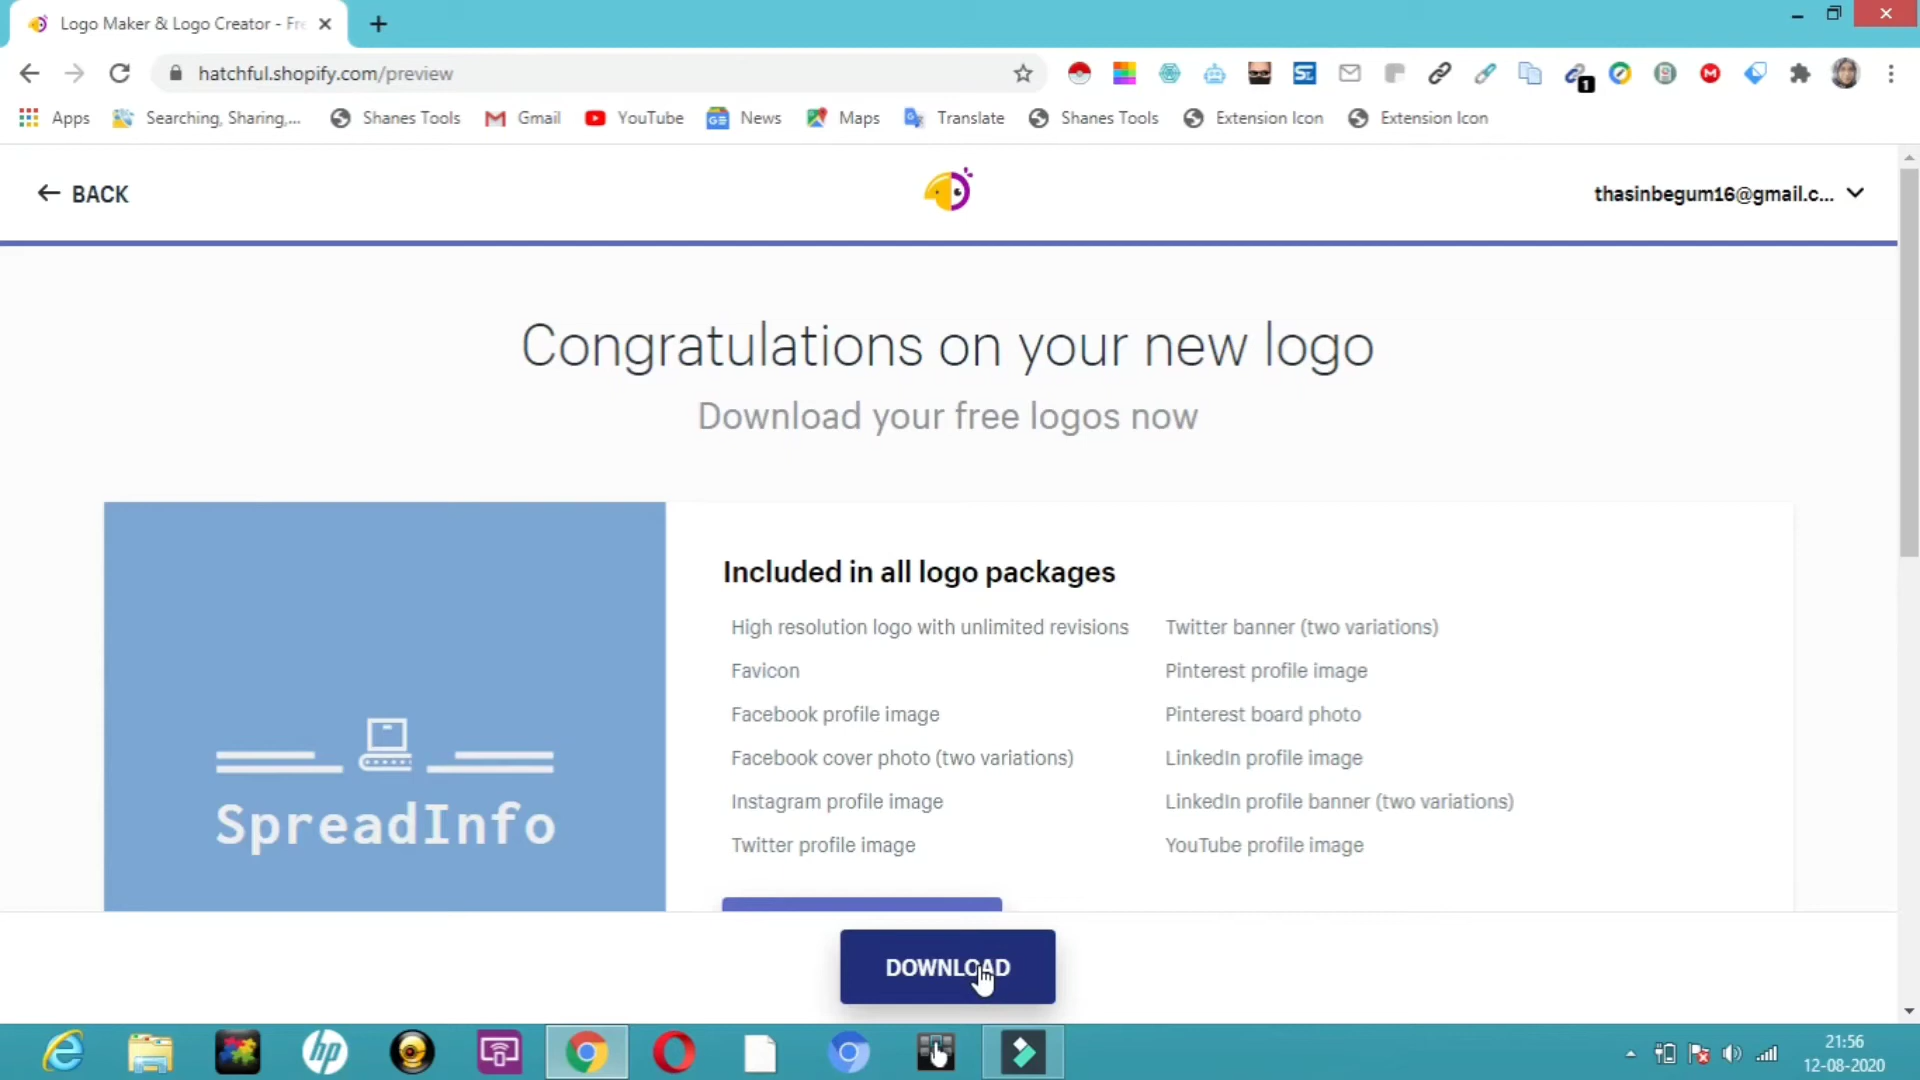 Logo Maker & Logo Creator - Fre
hatchful.shopify.com/preview
1
Apps
Searching, Sharing,...
Shanes Tools
Gmail
YouTube
News
Maps
Translate
Shanes Tools
Extension Icon
Extension Icon
BACK
thasinbegum16@gmail.c...
Congratulations on your new logo
Download your free logos now
SpreadInfo
Included in all logo packages
High resolution logo with unlimited revisions
Favicon
Facebook profile image
Facebook cover photo (two variations)
Instagram profile image
Twitter profile image
Twitter banner (two variations)
Pinterest profile image
Pinterest board photo
LinkedIn profile image
LinkedIn profile banner (two variations)
YouTube profile image
DOWNLOAD
hp
21:56
12-08-2020